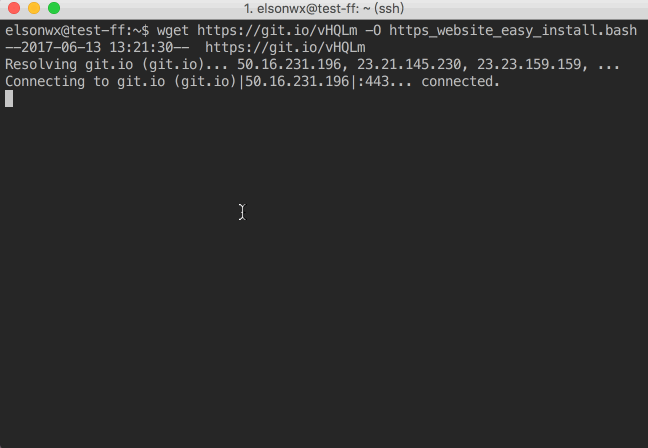 1. elsonwx@test-ff: ~ (ssh)
elsonwx@test-ff:~$ wget https://git.io/vHQLm -O https_website_easy_install.bash
--2017-06-13 13:21:30--  https://git.io/vHQLm
Resolving git.io (git.io)... 50.16.231.196, 23.21.145.230, 23.23.159.159, ...
Connecting to git.io (git.io)|50.16.231.196|:443... connected.